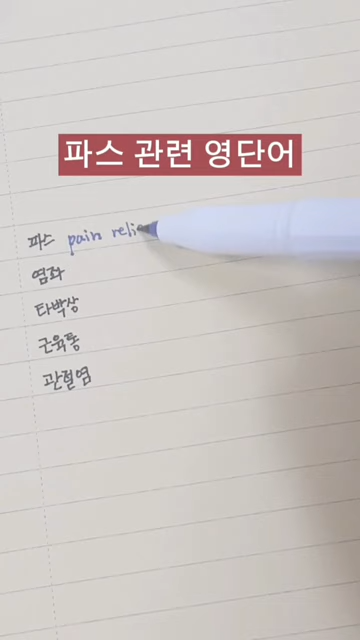 파스 관련 영단어
파스 pain reli
염좌
타박상
근육통
관절염